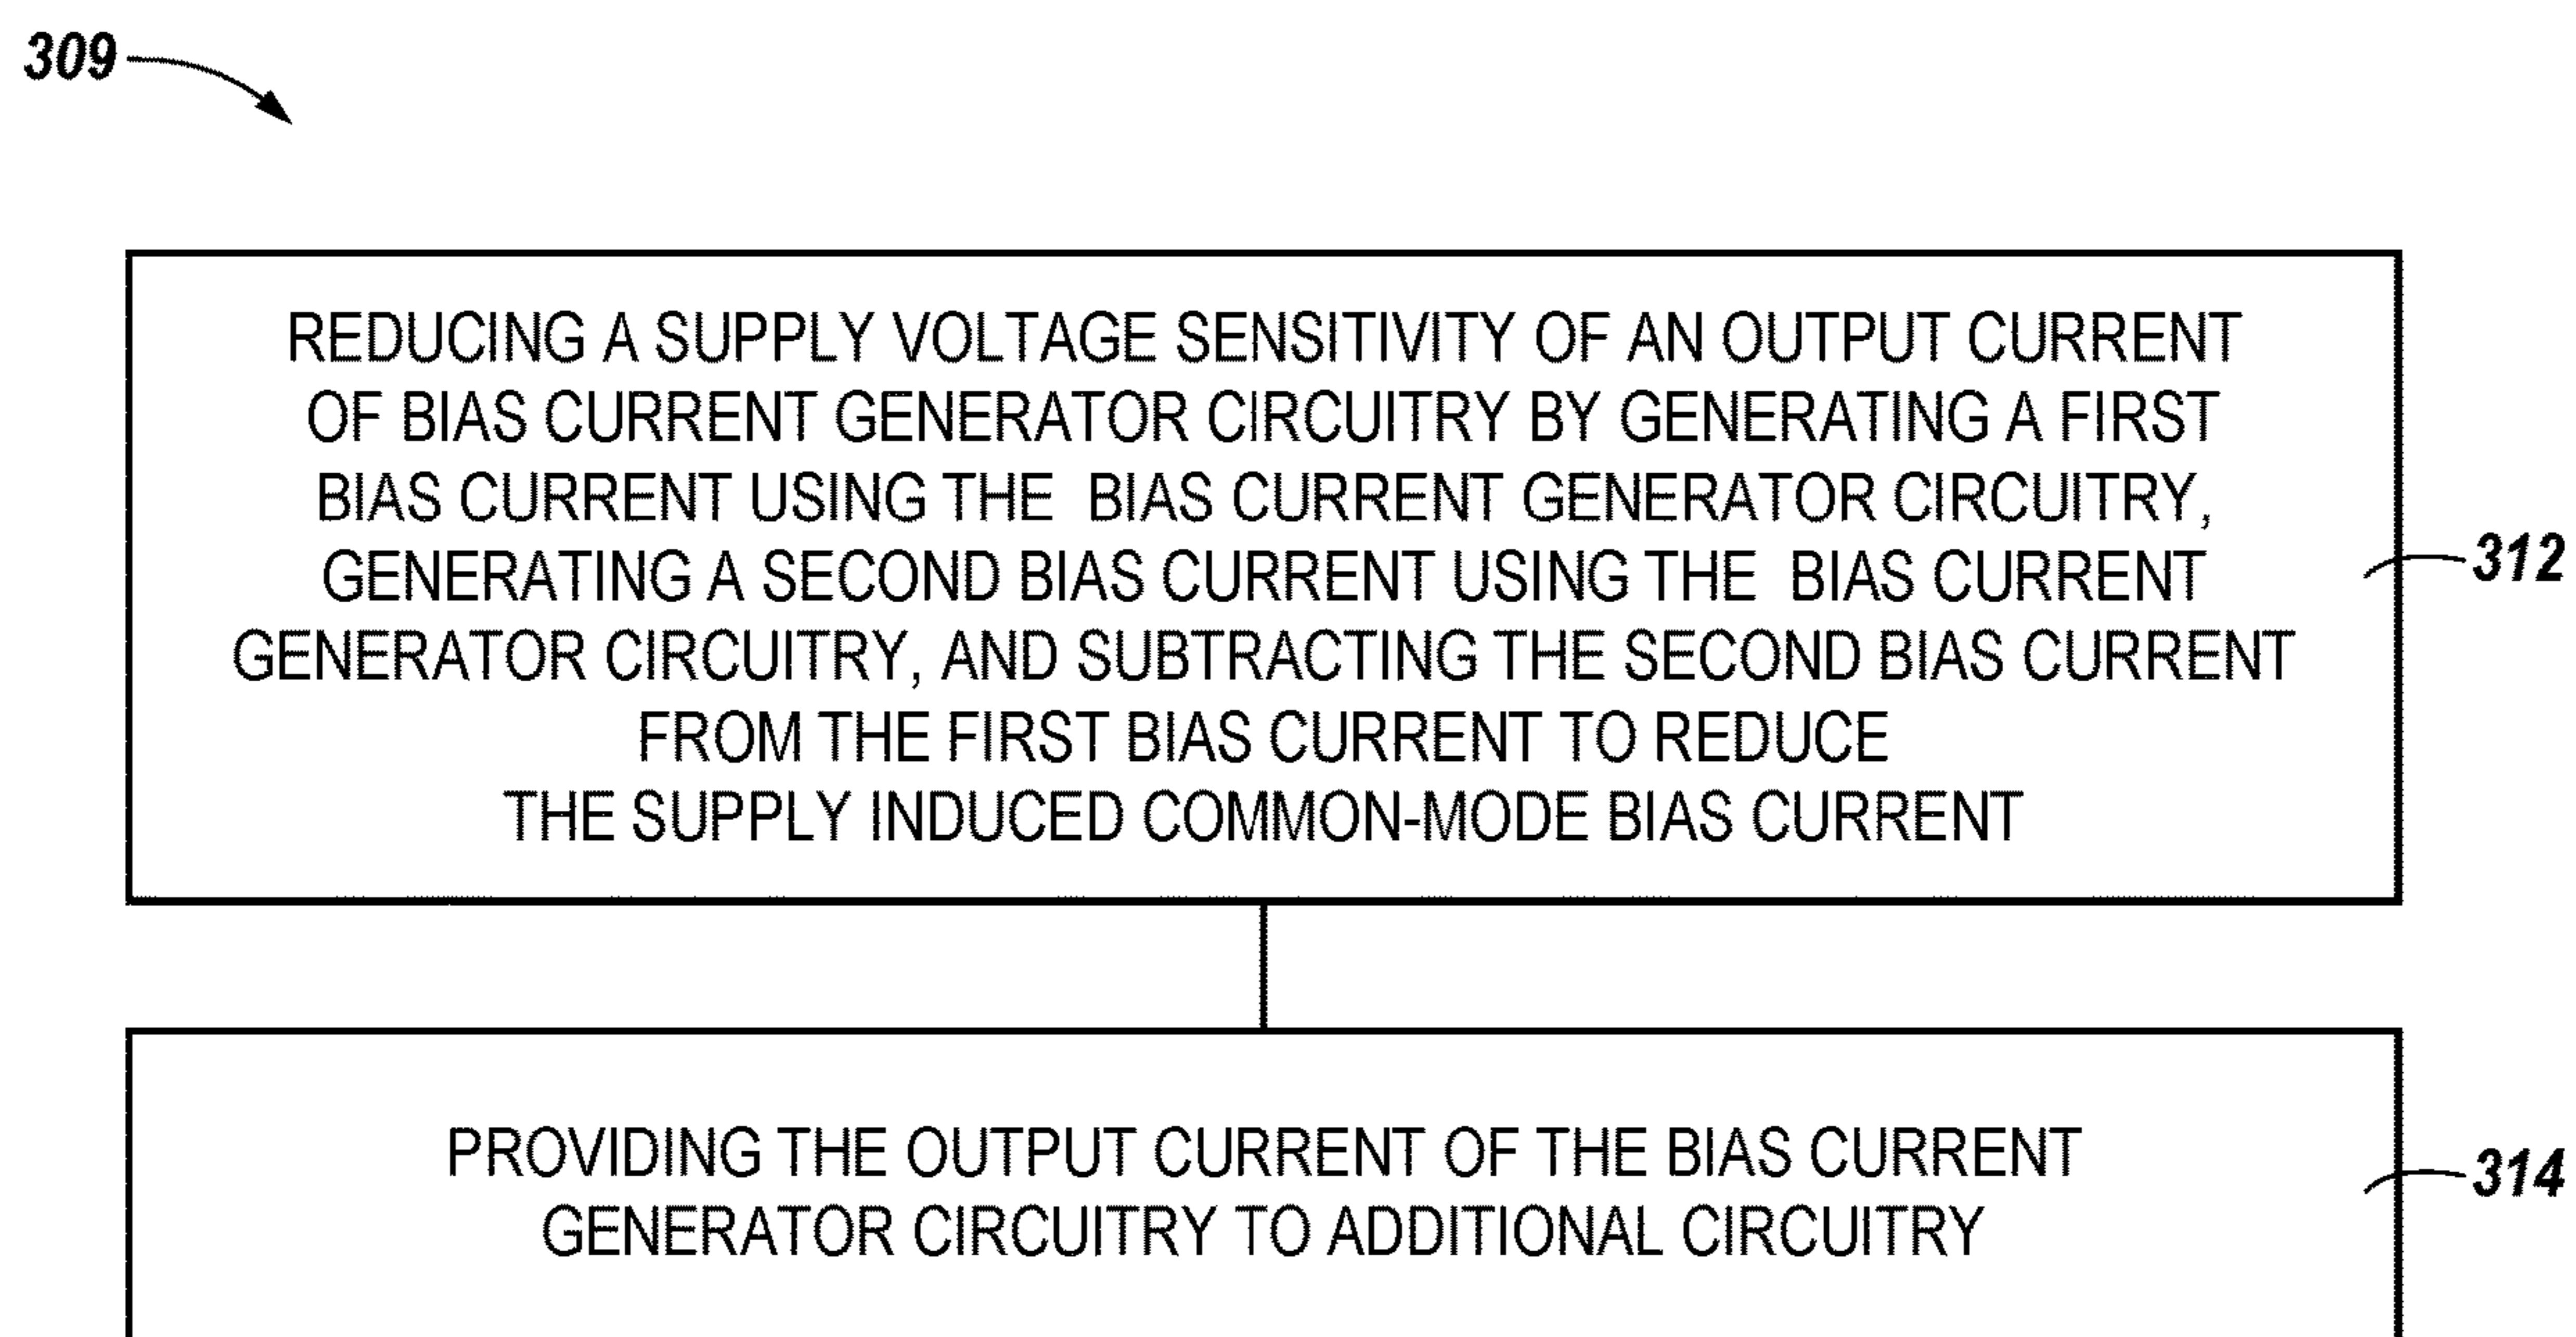 309
REDUCING A SUPPLY VOLTAGE SENSITIVITY OF AN OUTPUT CURRENT
OF BIAS CURRENT GENERATOR CIRCUITRY BY GENERATING A FIRST
BIAS CURRENT USING THE BIAS CURRENT GENERATOR CIRCUITRY,
GENERATING A SECOND BIAS CURRENT USING THE BIAS CURRENT
GENERATOR CIRCUITRY, AND SUBTRACTING THE SECOND BIAS CURRENT
FROM THE FIRST BIAS CURRENT TO REDUCE
THE SUPPLY INDUCED COMMON-MODE BIAS CURRENT
312
PROVIDING THE OUTPUT CURRENT OF THE BIAS CURRENT
GENERATOR CIRCUITRY TO ADDITIONAL CIRCUITRY
314